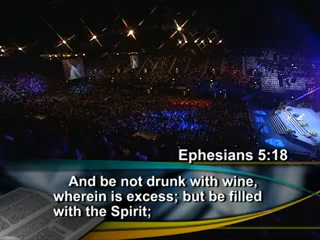 Ephesians 5:18
And be not drunk with wine,
wherein is excess; but be filled
with the Spirit;